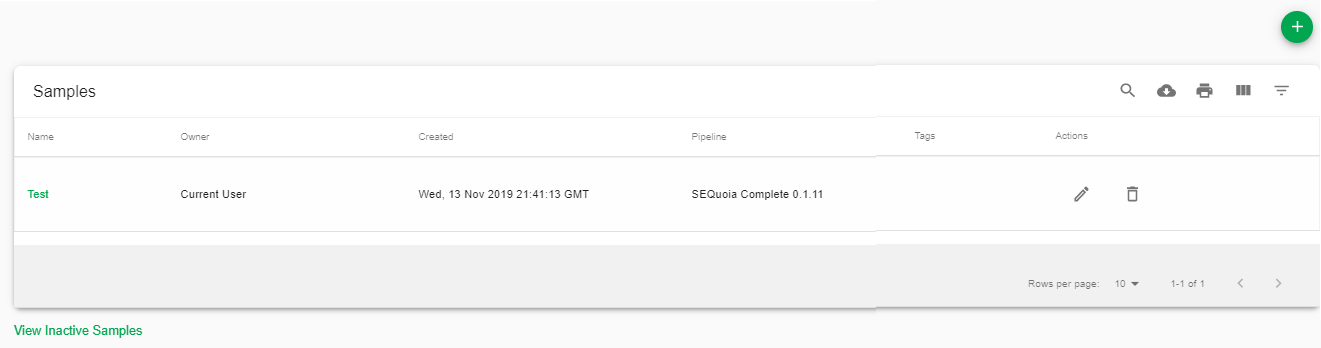 Samples
Name Owner Created Pipeline Tags Actions
Test Current User Wed, 13 Nov 2019 21:41:13 GMT SEQuoia Complete 0.1.11
Rows per page: 10 1-1 of 1
View Inactive Samples